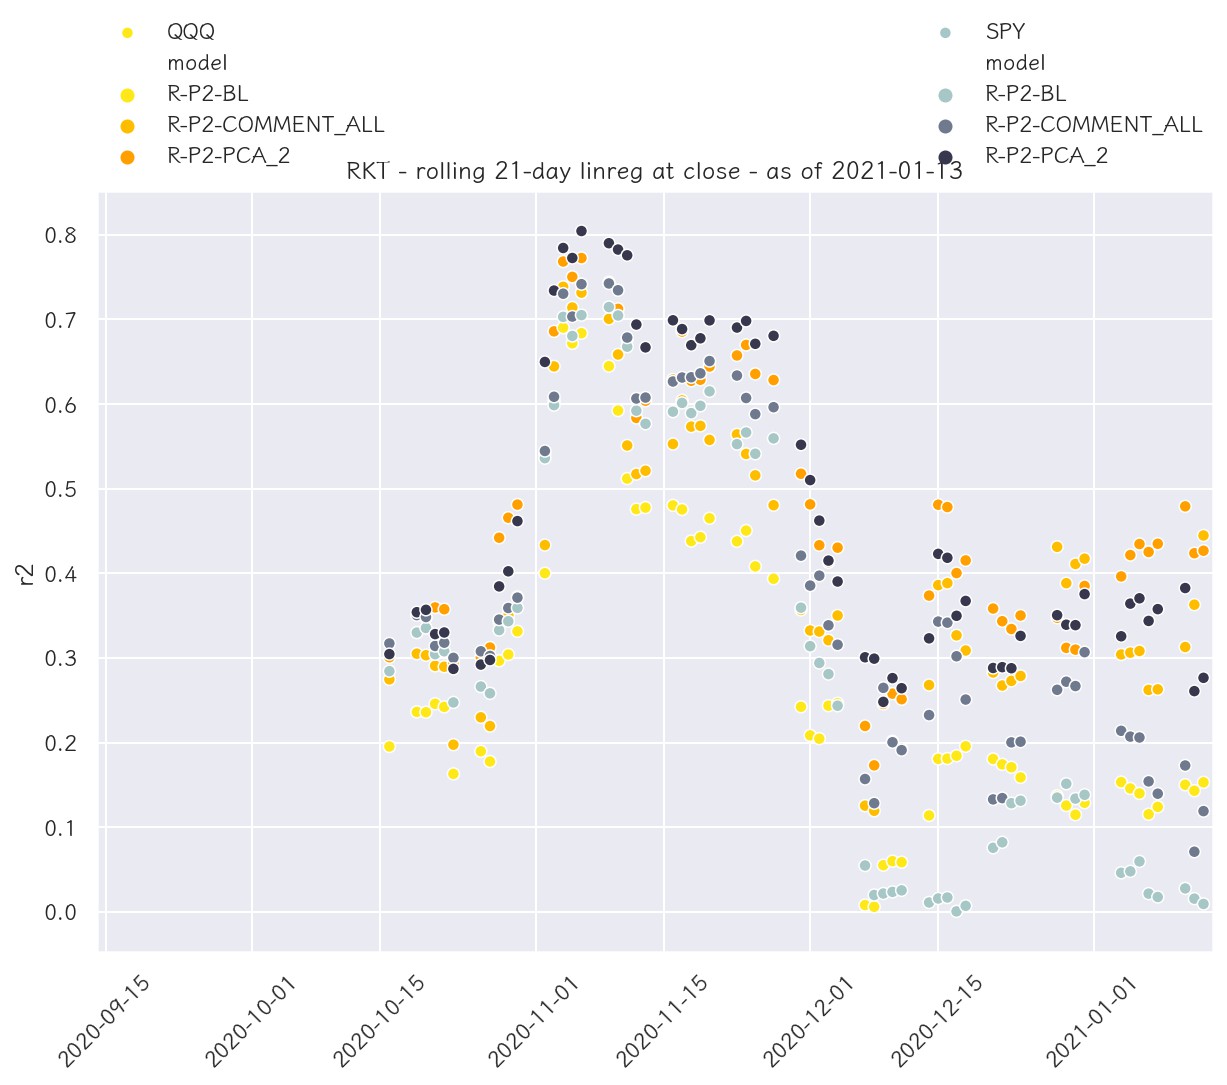 QQQ
model
R-P2-BL
R-P2-COMMENT_ALL
R-P2-PCA_2
SPY
model
R-P2-BL
R-P2-COMMENT_ALL
R-P2-PCA_2
RKT - rolling 21-day linreg at close - as of 2021-01-13
r2
0.8
0.7
0.6
0.5
0.4
0.3
0.2
0.1
0.0
2020-09-15
2020-10-01
2020-10-15
2020-11-01
2020-11-15
2020-12-01
2020-12-15
2021-01-01